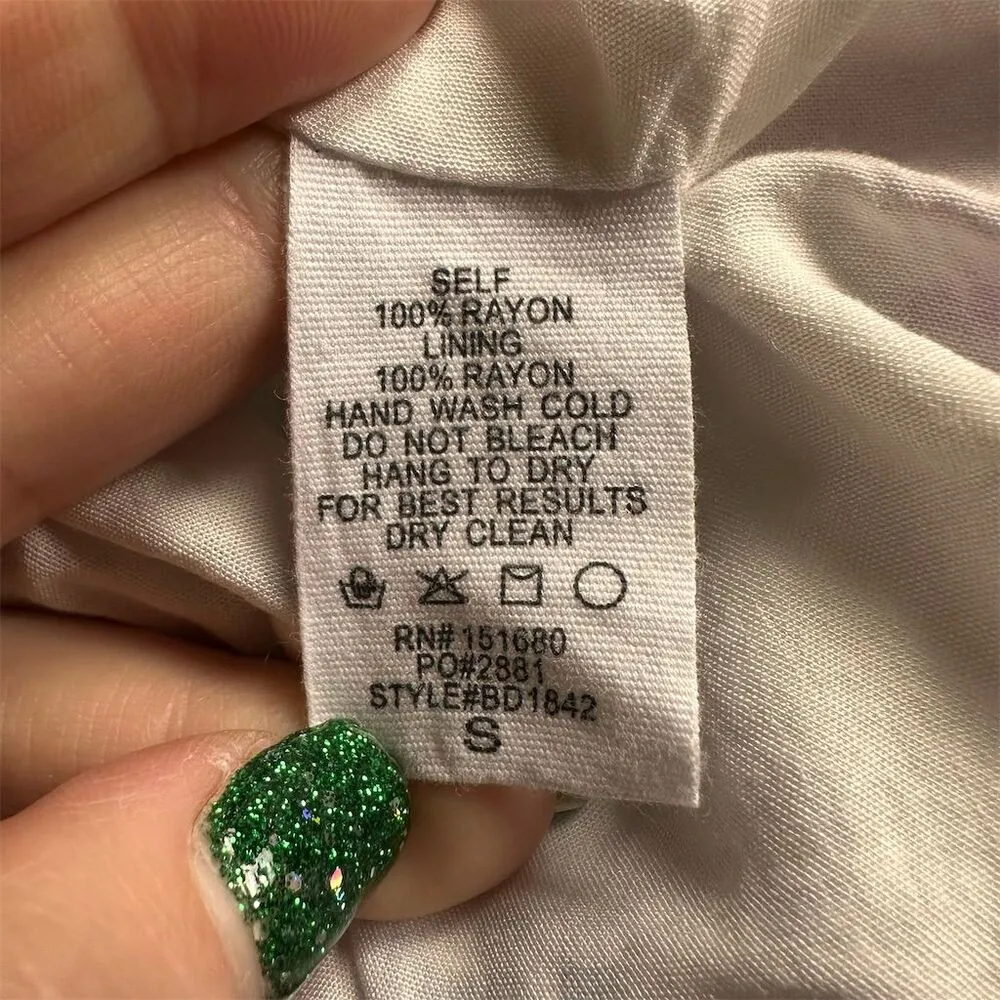 SELF
100% RAYON
LINING
100% RAYON
HAND WASH COLD
DO NOT BLEACH
HANG TO DRY
FOR BEST RESULTS
DRY CLEAN
RN# 151680
PO#2881
STYLE#BD1842
S